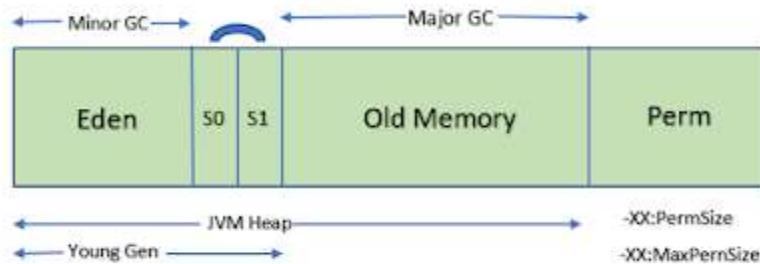 Minor GC
Major GC
Eden
S0
S1
Old Memory
Perm
JVM Heap
-XX:PermSize
Young Gen
-XX:MaxPernSize